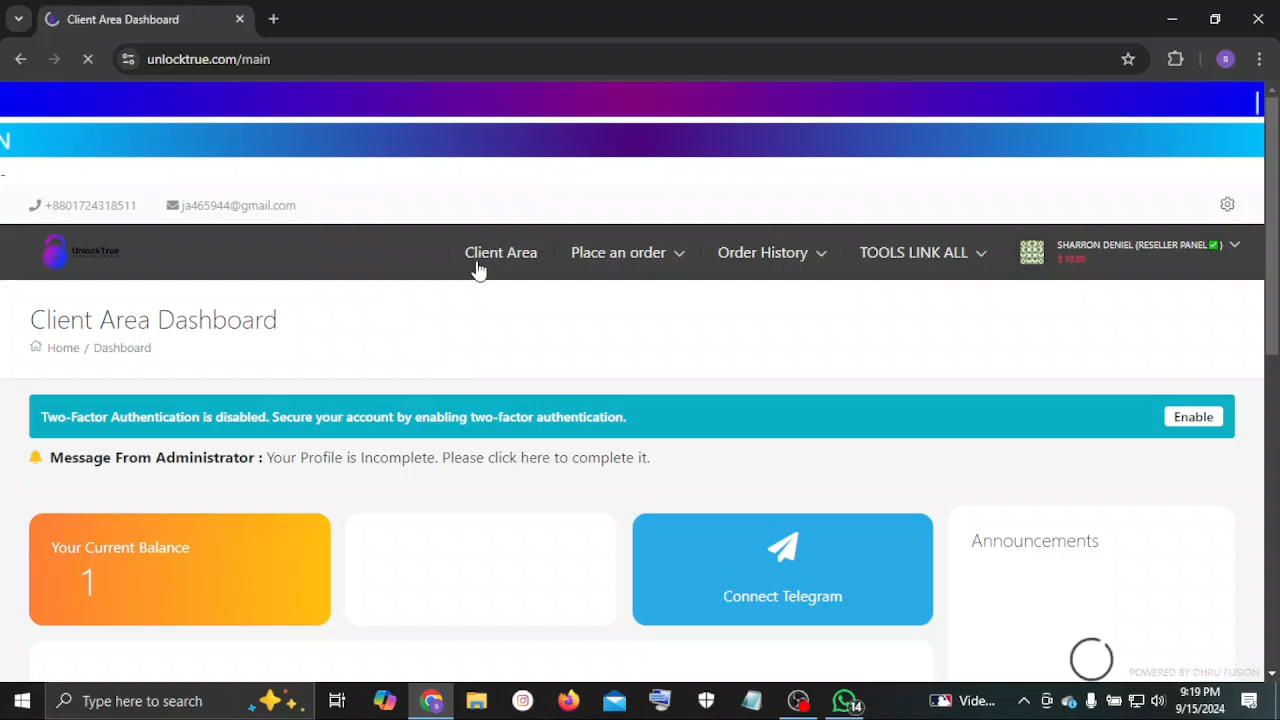 Client Area Dashboard
unlocktrue.com/main
s
N
-
+8801724318511 ja465944@gmail.com
UnlockTrue
Client Area Place an order Order History TOOLS LINK ALL
SHARRON DENIEL (RESELLER PANEL✅)
$ 10.00
Client Area Dashboard
Home / Dashboard
Two-Factor Authentication is disabled. Secure your account by enabling two-factor authentication. Enable
Message From Administrator : Your Profile is Incomplete. Please click here to complete it.
Your Current Balance
1
Connect Telegram
Announcements
POWERED BY DHRU FUSION
Type here to search
14
Vide...
9:19 PM
9/15/2024